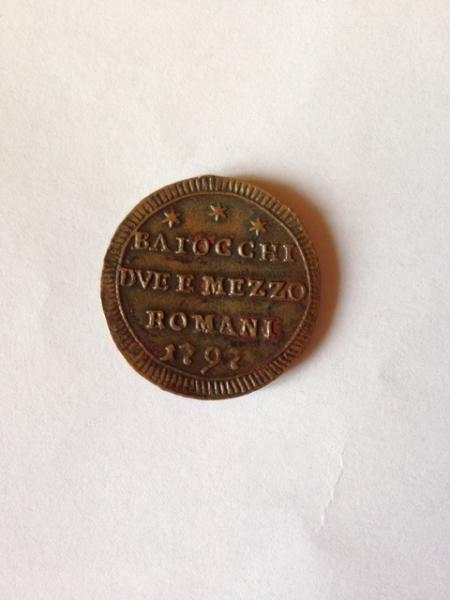 BAIOCCHI
DVE E MEZZO
ROMANI
1797